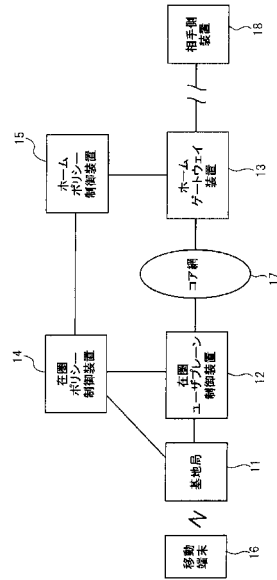 移動
端末
16
基地局
11
在圏
ポリシー
制御装置
14
在圏
ユーザプレーン
制御装置
12
コア網
17
ホーム
ポリシー
制御装置
15
ホーム
ゲートウェイ
装置
13
相手側
装置
18